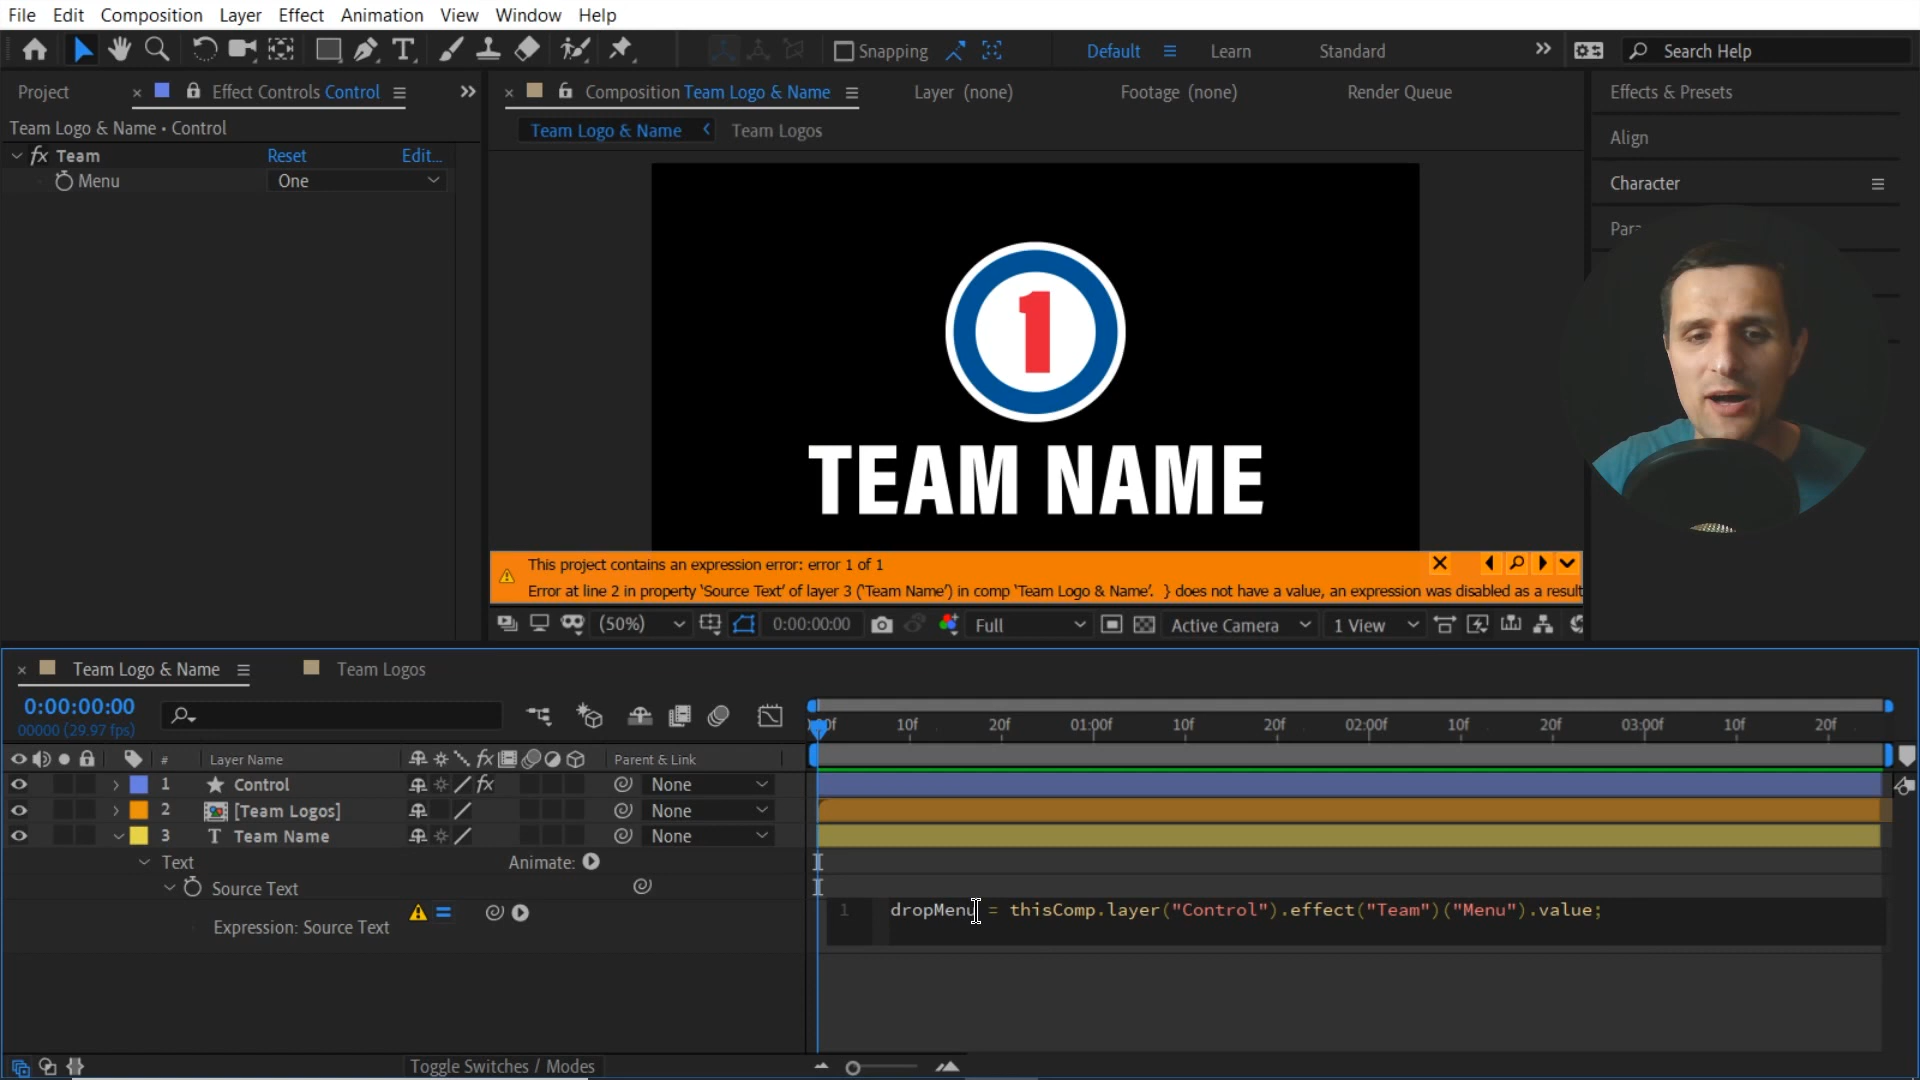 File Edit Composition Layer Effect Animation View Window Help
Snapping Default Learn Standard Search Help
Project Effect Controls Control Composition Team Logo & Name Layer (none) Footage (none) Render Queue Effects & Presets
Team Logo & Name • Control
Team Logo & Name Team Logos
Align
fx Team Reset Edit...
Menu One
Character
1
TEAM NAME
This project contains an expression error: error 1 of 1
Error at line 2 in property 'Source Text' of layer 3 ('Team Name') in comp 'Team Logo & Name'. } does not have a value, an expression was disabled as a result
(50%) 0:00:00:00 Full Active Camera 1 View
Team Logo & Name Team Logos
0:00:00:00
00000 (29.97 fps)
10f 20f 01:00f 10f 20f 02:00f 10f 20f 03:00f 10f 20f
# Layer Name fx Parent & Link
1 Control fx None
2 [Team Logos] None
3 T Team Name None
Text Animate:
Source Text
Expression: Source Text
1 dropMenu = thisComp.layer("Control").effect("Team")("Menu").value;
Toggle Switches / Modes